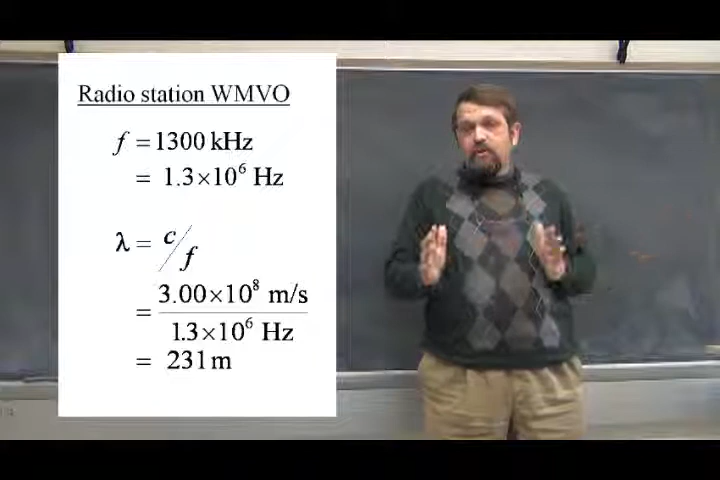 Radio station WMVO
f = 1300 kHz
= 1.3×10⁶ Hz
λ = c/f
= 3.00×10⁸ m/s
1.3×10⁶ Hz
= 231 m